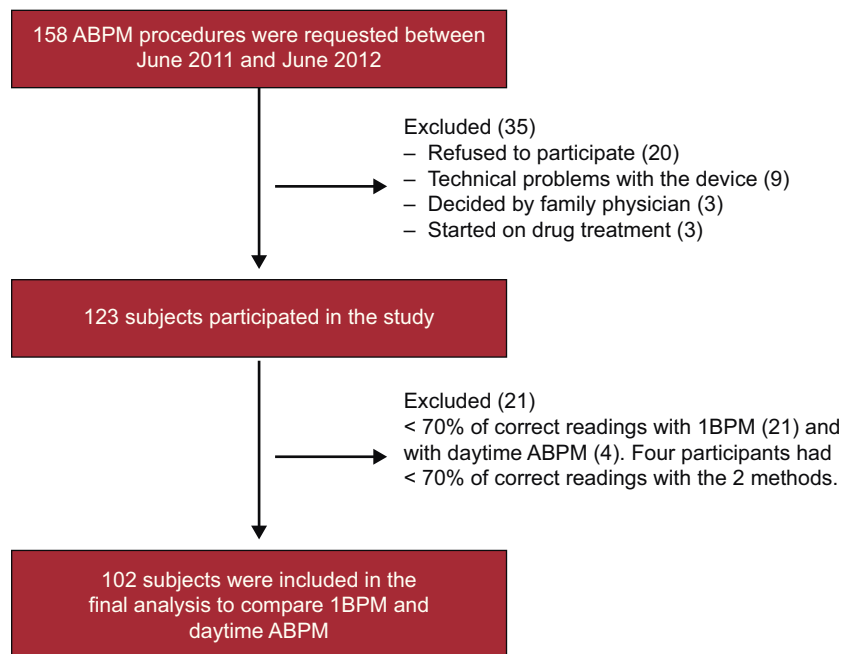 158 ABPM procedures were requested between
June 2011 and June 2012
Excluded (35)
– Refused to participate (20)
– Technical problems with the device (9)
– Decided by family physician (3)
– Started on drug treatment (3)
123 subjects participated in the study
Excluded (21)
< 70% of correct readings with 1BPM (21) and
with daytime ABPM (4). Four participants had
< 70% of correct readings with the 2 methods.
102 subjects were included in the
final analysis to compare 1BPM and
daytime ABPM